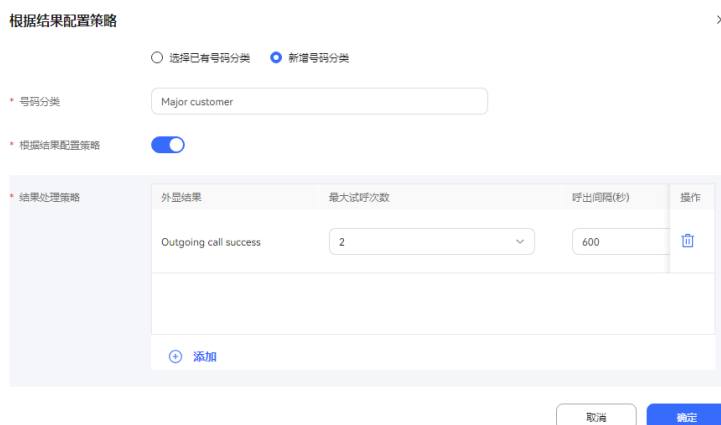 根据结果配置策略
选择已有号码分类 新增号码分类
* 号码分类 Major customer
* 根据结果配置策略
* 结果处理策略 外显结果 最大试呼次数 呼出间隔(秒) 操作
Outgoing call success 2 600
添加
取消 确定